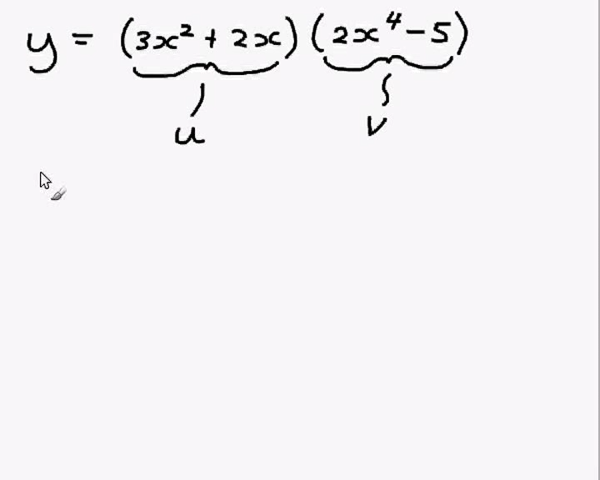 y = (3x² + 2x) (2x⁴ - 5)
u v